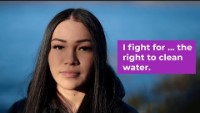 I fight for ... the
right to clean
water.